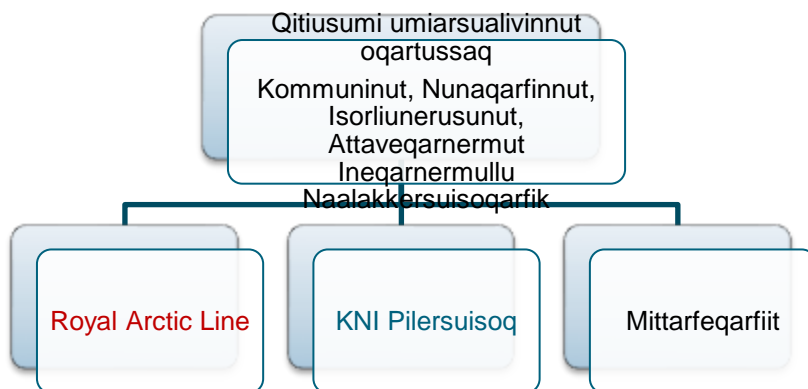 Qitiusumi umiarsualivinnut
oqartussaq
Kommuninut, Nunaqarfinnut,
Isorliunerusunut,
Attaveqarnermut
Ineqarnermullu
Naalakkersuisoqarfik
Royal Arctic Line
KNI Pilersuisoq
Mittarfeqarfiit